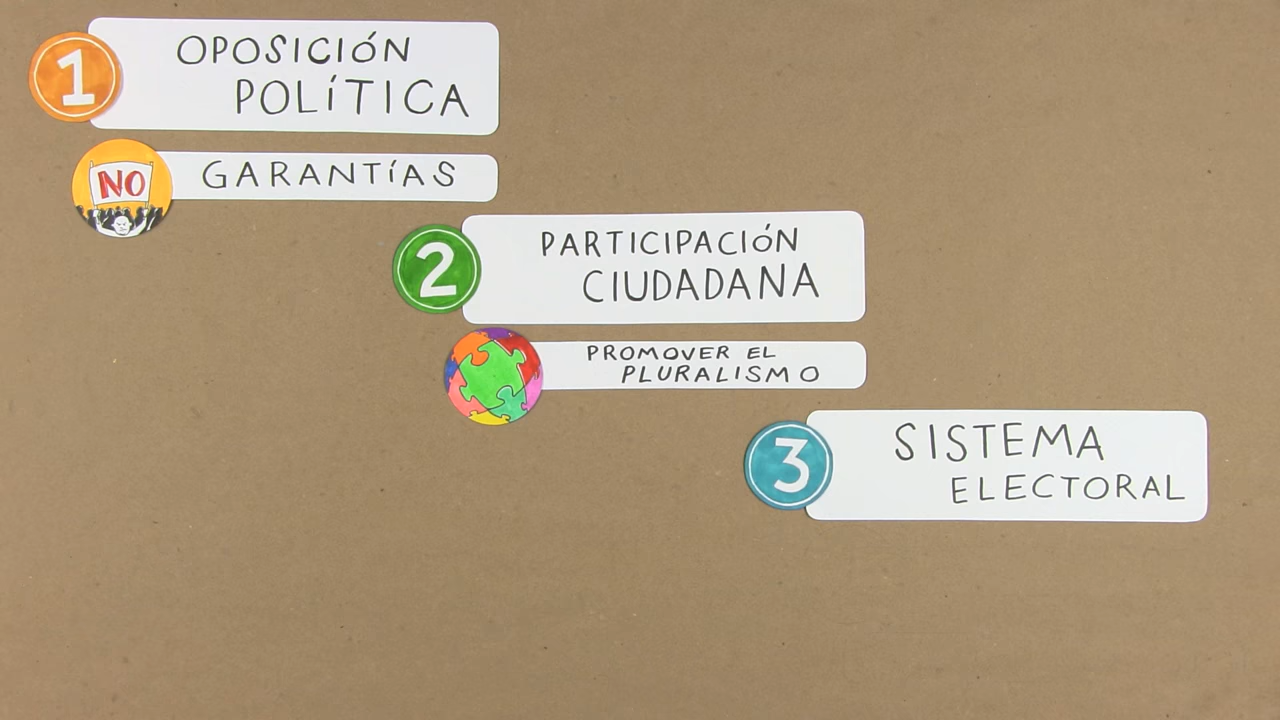 1
OPOSICIÓN
POLÍTICA
NO
GARANTÍAS
2
PARTICIPACIÓN
CIUDADANA
PROMOVER EL
PLURALISMO
3
SISTEMA
ELECTORAL